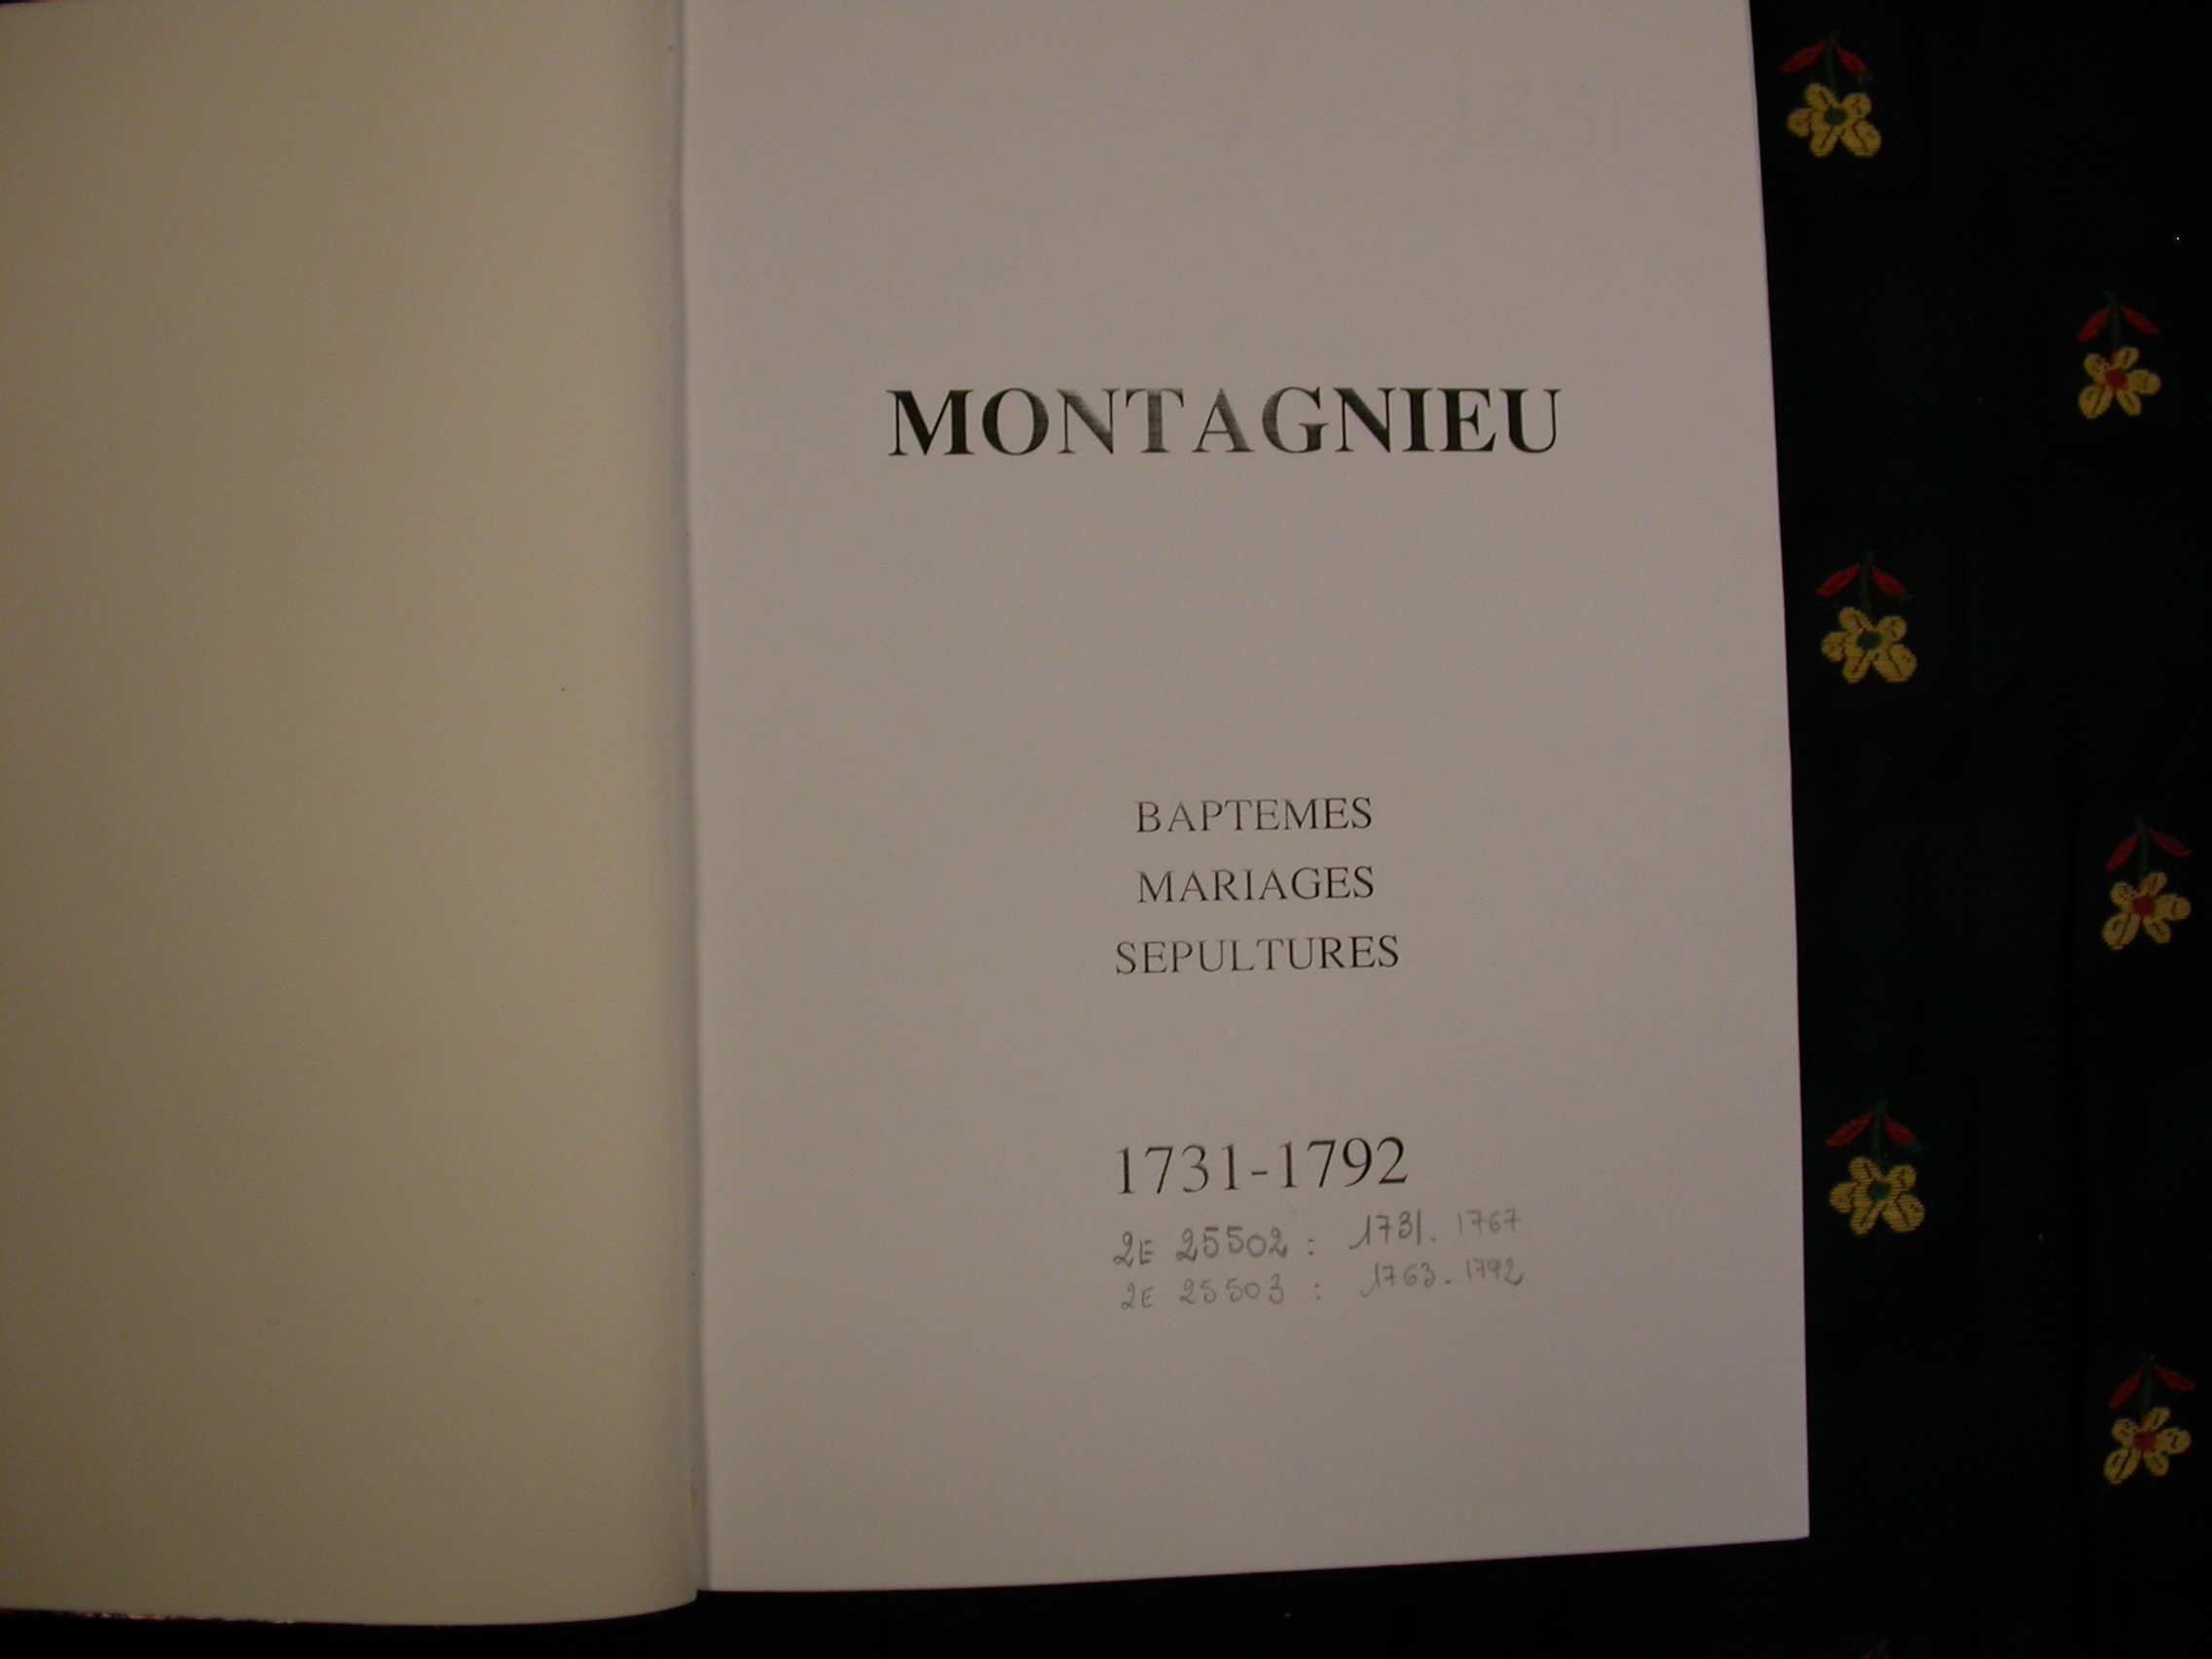 MONTAGNIEU
BAPTEMES
MARIAGES
SEPULTURES
1731-1792
2E 25502 : 1731. 1767
2E 25503 : 1763. 1792